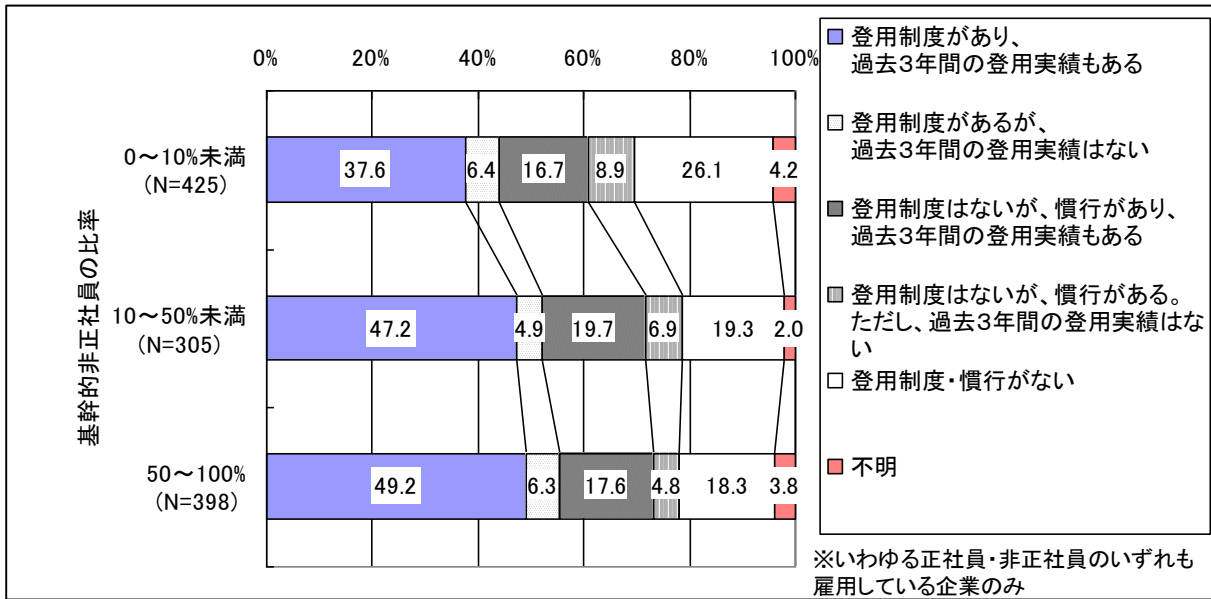 0%
20%
40%
60%
80%
100%
基幹的非正社員の比率
0～10%未満
(N=425)
37.6
6.4
16.7
8.9
26.1
4.2
10～50%未満
(N=305)
47.2
4.9
19.7
6.9
19.3
2.0
50～100%
(N=398)
49.2
6.3
17.6
4.8
18.3
3.8
登用制度があり、
過去3年間の登用実績もある
登用制度があるが、
過去3年間の登用実績はない
登用制度はないが、慣行があり、
過去3年間の登用実績もある
登用制度はないが、慣行がある。
ただし、過去3年間の登用実績はな
い
登用制度・慣行がない
不明
※いわゆる正社員・非正社員のいずれも
雇用している企業のみ